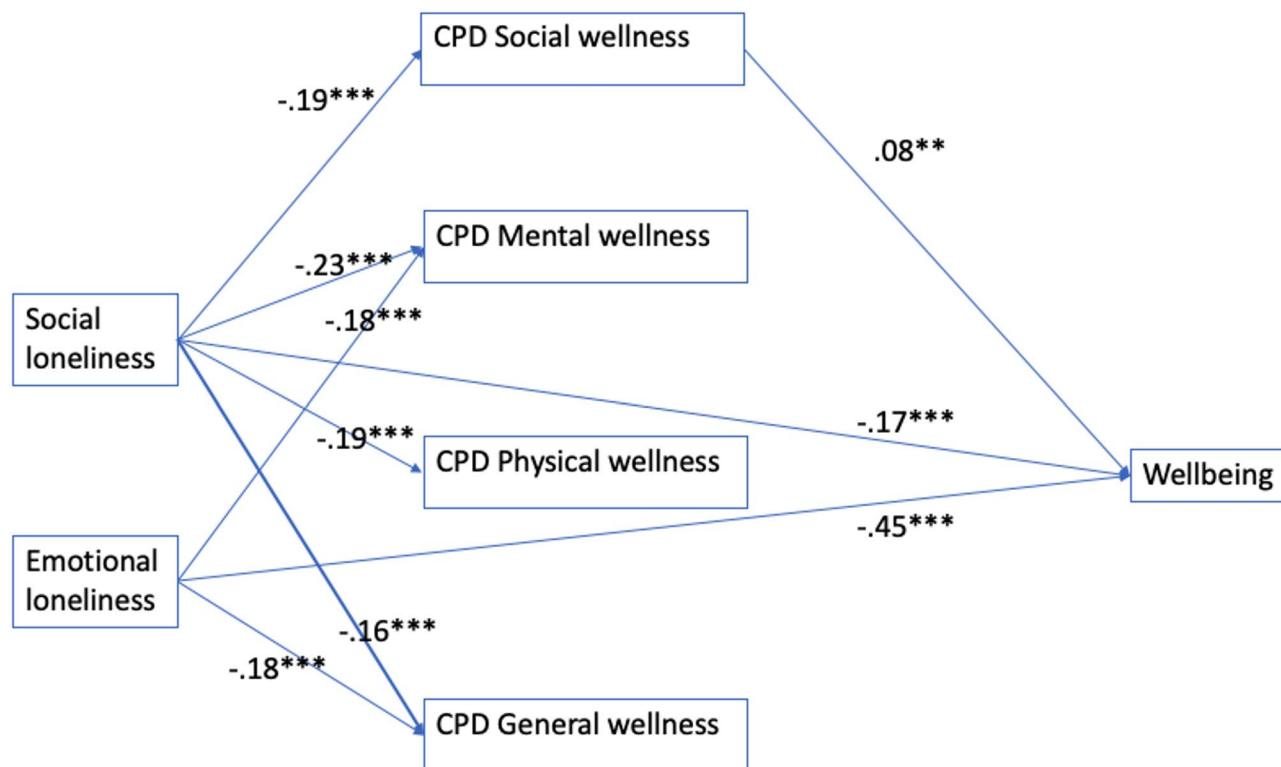 CPD Social wellness
-.19***
.08**
CPD Mental wellness
-.23***
Social
loneliness
-.18***
-.17***
-.19***
CPD Physical wellness
Wellbeing
-.45***
Emotional
loneliness
-.16***
-.18***
CPD General wellness